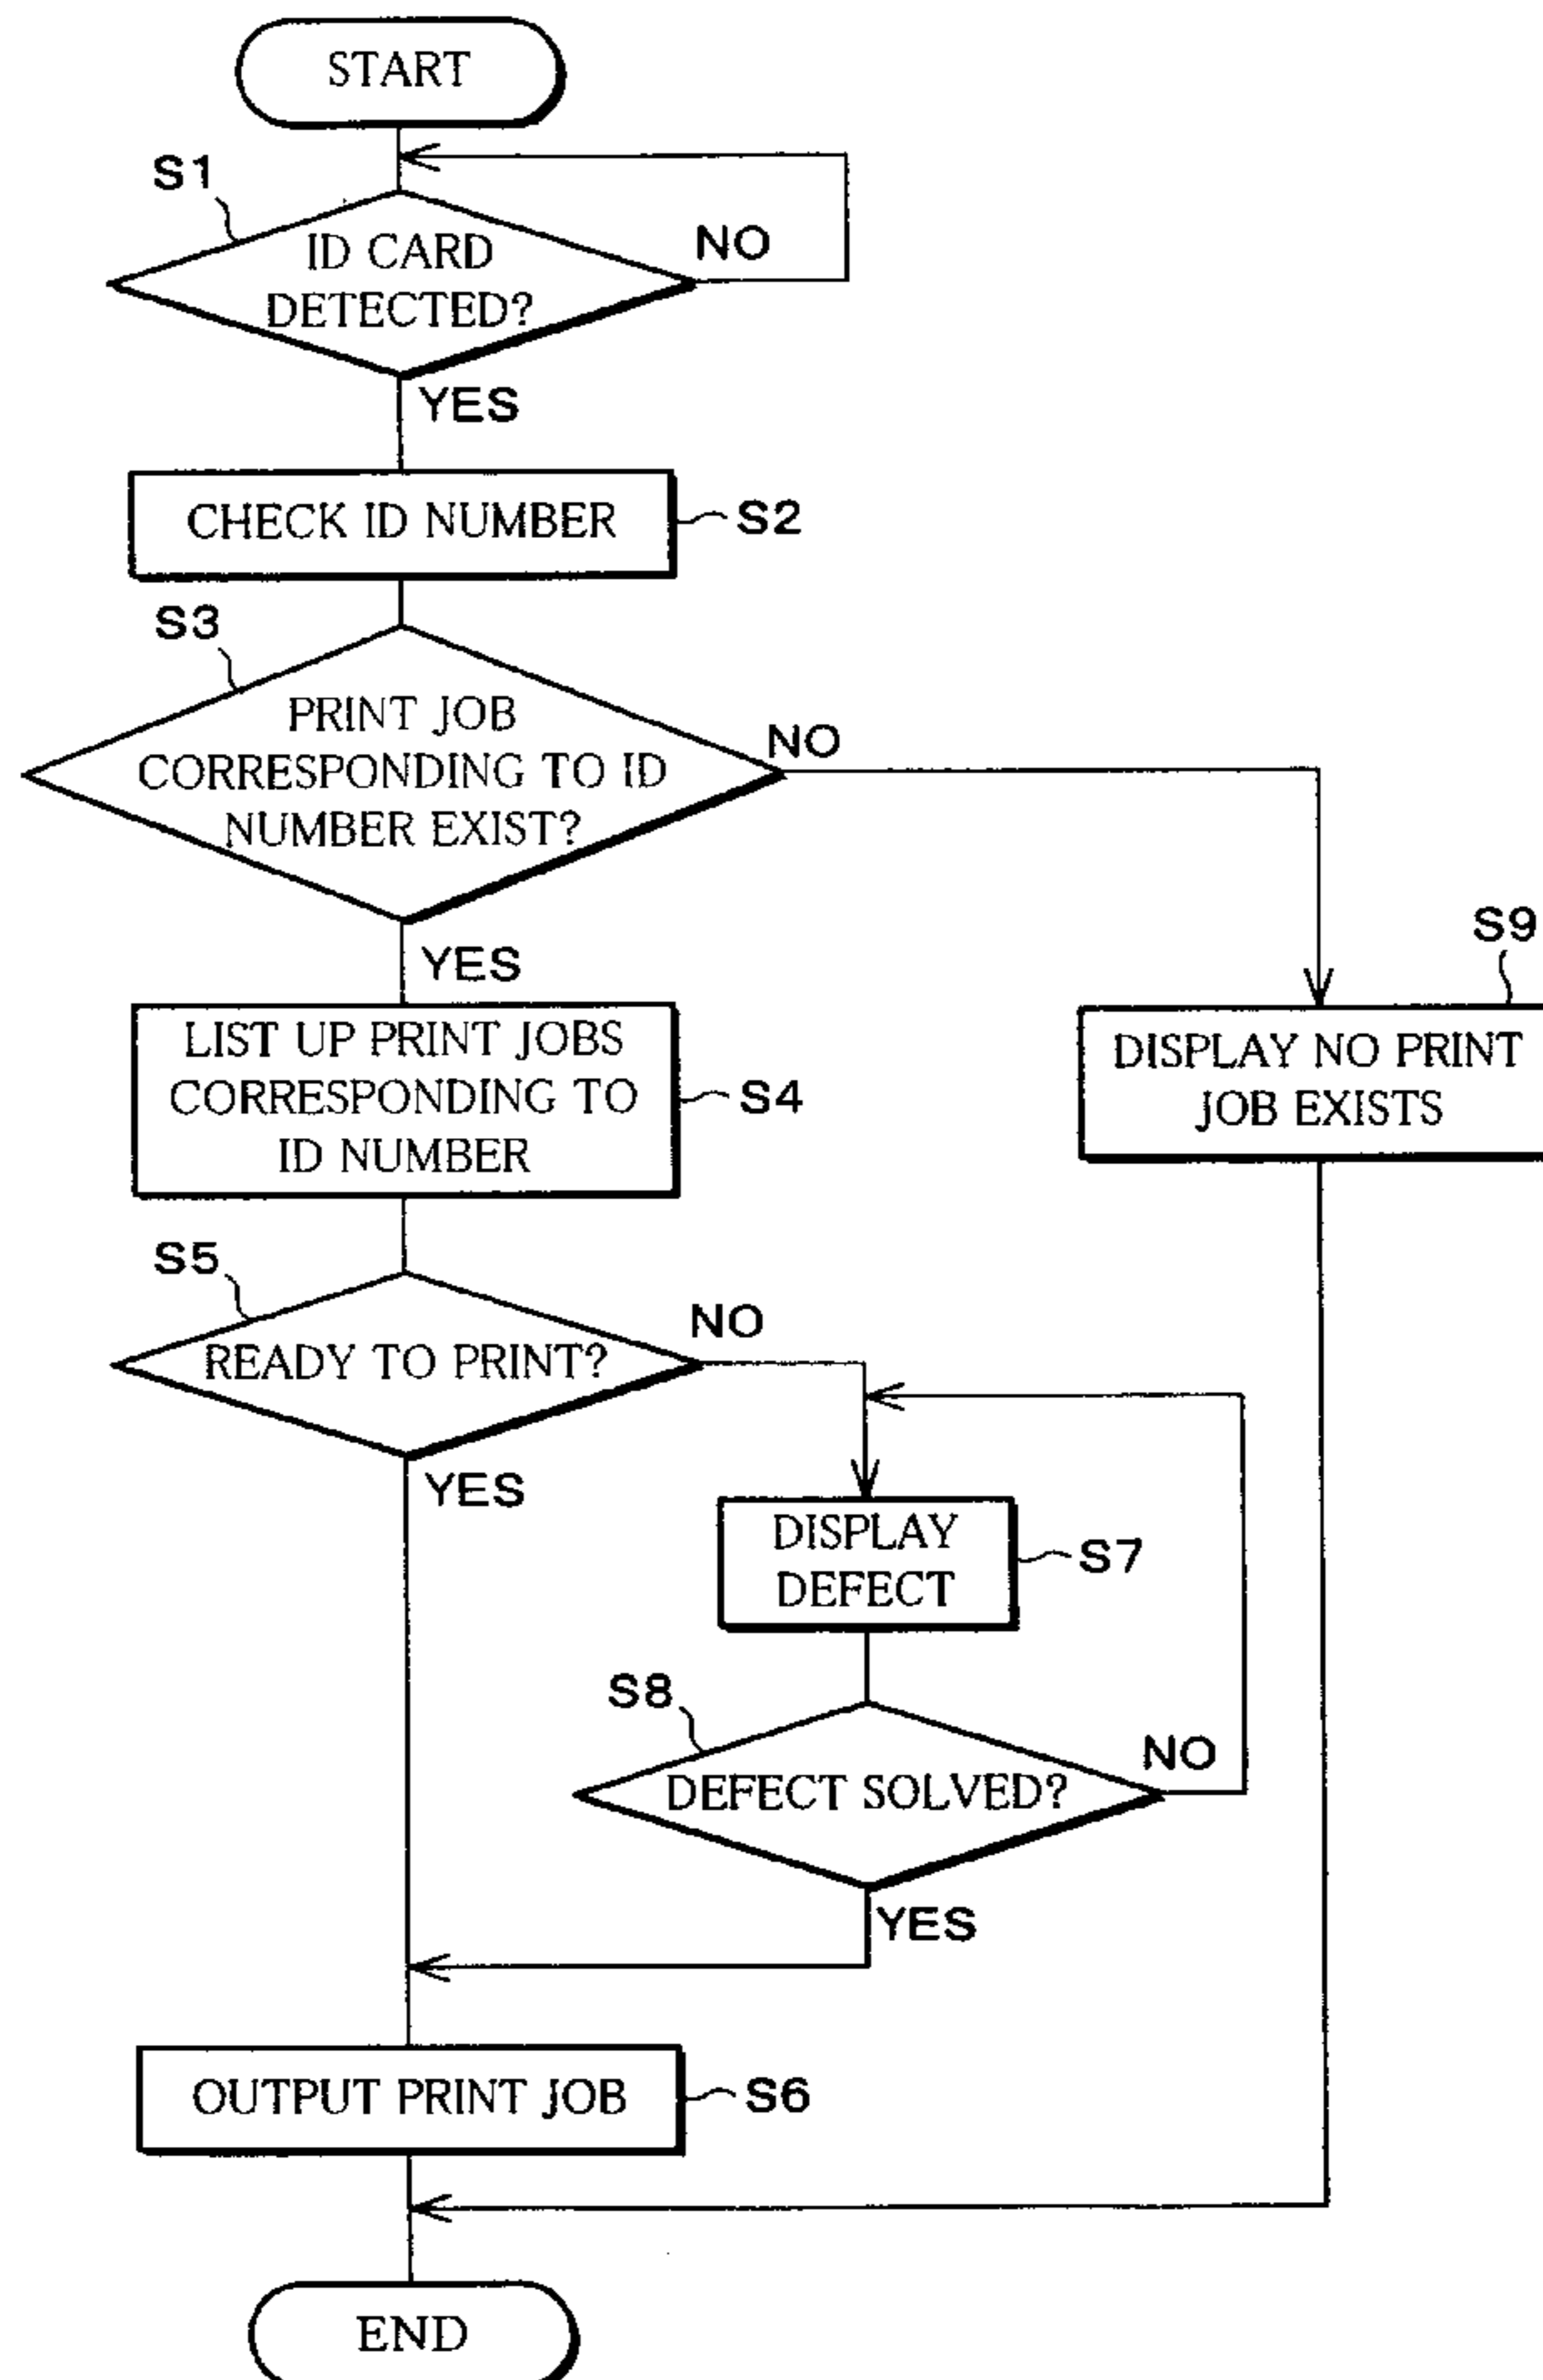 START
S1
ID CARD
DETECTED?
NO
YES
CHECK ID NUMBER
S2
S3
PRINT JOB
CORRESPONDING TO ID
NUMBER EXIST?
NO
YES
S9
LIST UP PRINT JOBS
CORRESPONDING TO
ID NUMBER
S4
DISPLAY NO PRINT
JOB EXISTS
S5
READY TO PRINT?
NO
YES
DISPLAY
DEFECT
S7
S8
DEFECT SOLVED?
NO
YES
OUTPUT PRINT JOB
S6
END